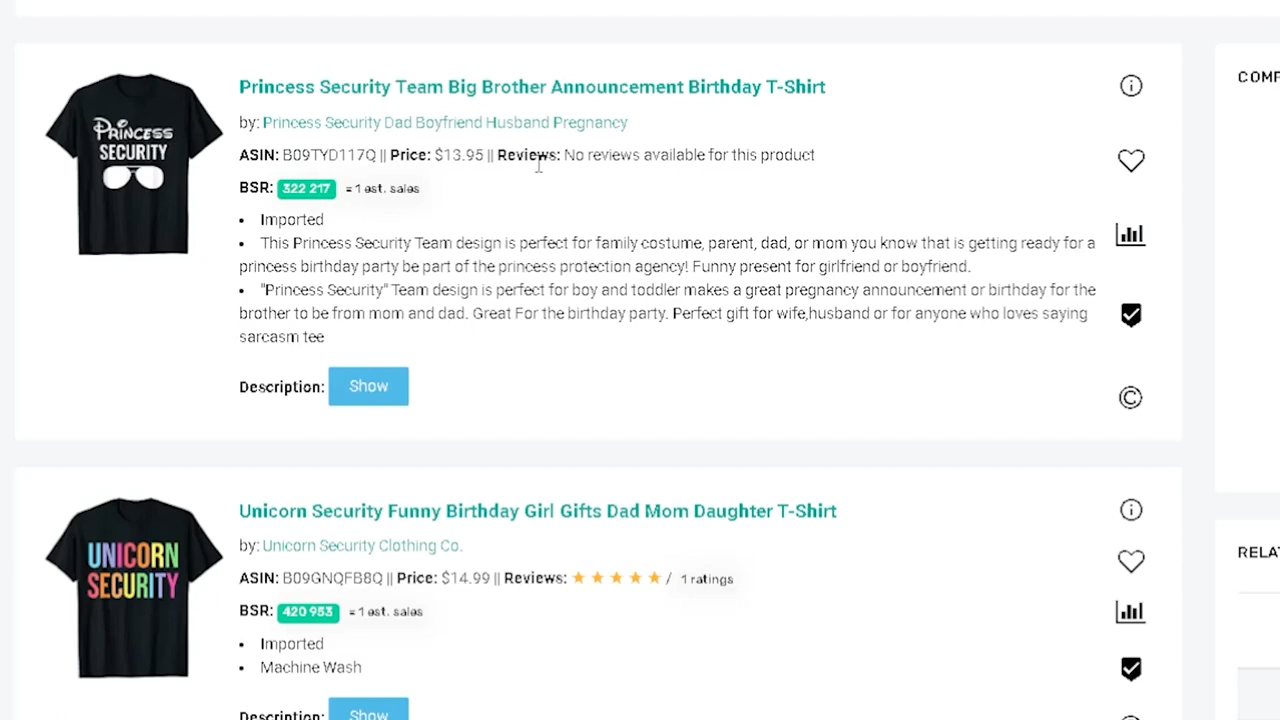 COMP
Princess Security Team Big Brother Announcement Birthday T-Shirt
by: Princess Security Dad Boyfriend Husband Pregnancy
ASIN: B09TYD117Q || Price: $13.95 || Reviews: No reviews available for this product
BSR: 322 217 = 1 est. sales
• Imported
• This Princess Security Team design is perfect for family costume, parent, dad, or mom you know that is getting ready for a
princess birthday party be part of the princess protection agency! Funny present for girlfriend or boyfriend.
• "Princess Security" Team design is perfect for boy and toddler makes a great pregnancy announcement or birthday for the
brother to be from mom and dad. Great For the birthday party. Perfect gift for wife,husband or for anyone who loves saying
sarcasm tee
Description: Show
PRINCESS
SECURITY
©
Unicorn Security Funny Birthday Girl Gifts Dad Mom Daughter T-Shirt
by: Unicorn Security Clothing Co.
ASIN: B09GNQFB8Q || Price: $14.99 || Reviews: ★★★★★ / 1 ratings
BSR: 420 953 = 1 est. sales
• Imported
• Machine Wash
Description: Show
UNICORN
SECURITY
RELA